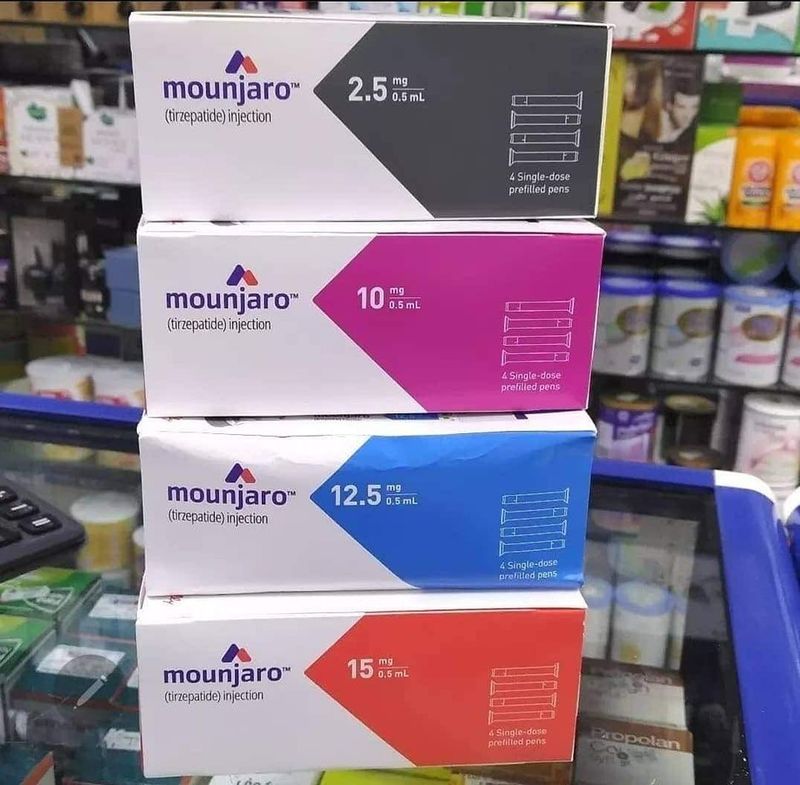 mounjaro™
(tirzepatide) injection
2.5 mg
0.5 mL
4 Single-dose
prefilled pens
mounjaro™
(tirzepatide) injection
10 mg
0.5 mL
4 Single-dose
prefilled pens
mounjaro™
(tirzepatide) injection
12.5 mg
0.5 mL
4 Single-dose
prefilled pens
mounjaro™
(tirzepatide) injection
15 mg
0.5 mL
4 Single-dose
prefilled pens
Propolan